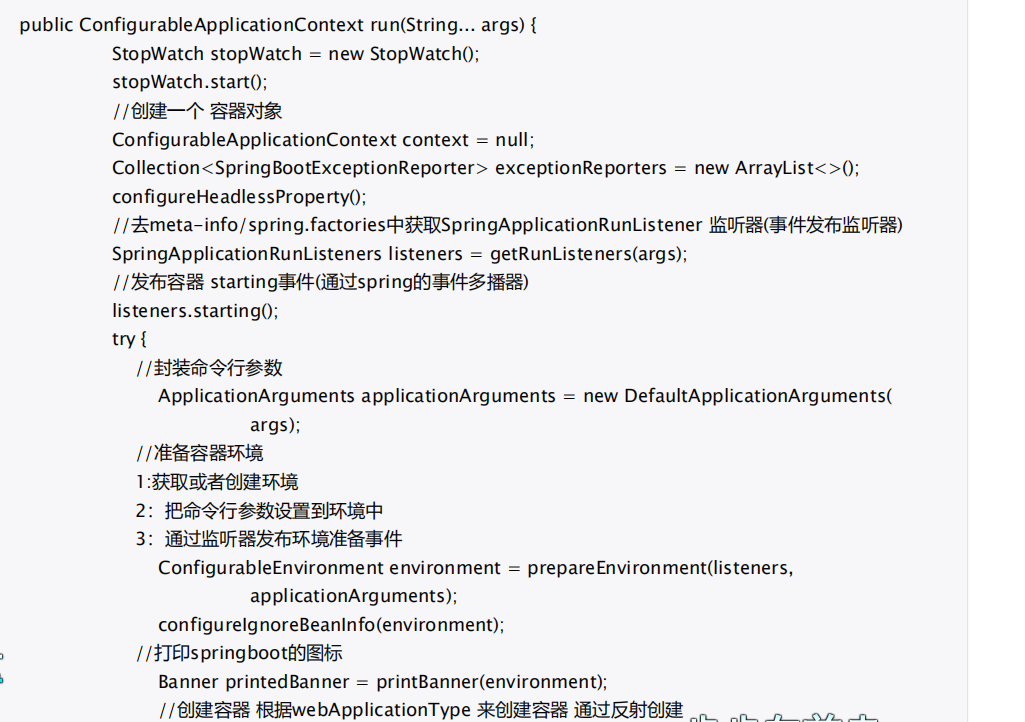 public ConfigurableApplicationContext run(String... args) {
StopWatch stopWatch = new StopWatch();
stopWatch.start();
//创建一个 容器对象
ConfigurableApplicationContext context = null;
Collection<SpringBootExceptionReporter> exceptionReporters = new ArrayList<>();
configureHeadlessProperty();
//去meta-info/spring.factories中获取SpringApplicationRunListener 监听器(事件发布监听器)
SpringApplicationRunListeners listeners = getRunListeners(args);
//发布容器 starting事件(通过spring的事件多播器)
listeners.starting();
try {
//封装命令行参数
ApplicationArguments applicationArguments = new DefaultApplicationArguments(
args);
//准备容器环境
1:获取或者创建环境
2：把命令行参数设置到环境中
3：通过监听器发布环境准备事件
ConfigurableEnvironment environment = prepareEnvironment(listeners,
applicationArguments);
configureIgnoreBeanInfo(environment);
//打印springboot的图标
Banner printedBanner = printBanner(environment);
//创建容器 根据webApplicationType 来创建容器 通过反射创建